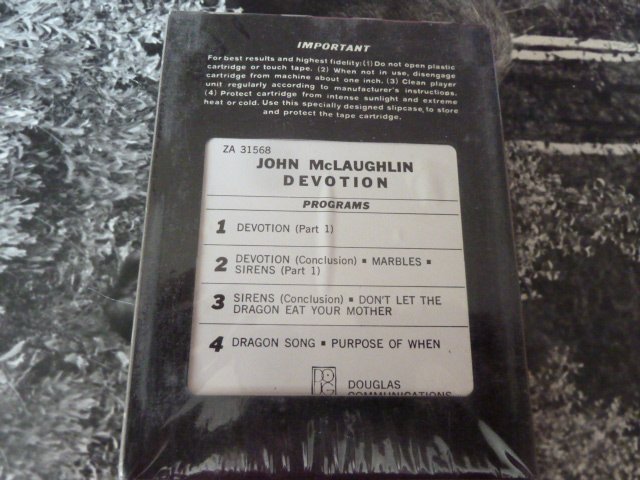 IMPORTANT
For best results and highest fidelity: (1) Do not open plastic
cartridge or touch tape. (2) When not in use, disengage
cartridge from machine about one inch. (3) Clean player
unit regularly according to manufacturer's instructions.
(4) Protect cartridge from intense sunlight and extreme
heat or cold. Use this specially designed slipcase, to store
and protect the tape cartridge.
ZA 31568
JOHN McLAUGHLIN
DEVOTION
PROGRAMS
1 DEVOTION (Part 1)
2 DEVOTION (Conclusion) ▪ MARBLES ▪
SIRENS (Part 1)
3 SIRENS (Conclusion) ▪ DON'T LET THE
DRAGON EAT YOUR MOTHER
4 DRAGON SONG ▪ PURPOSE OF WHEN
DOUGLAS
COMMUNICATIONS